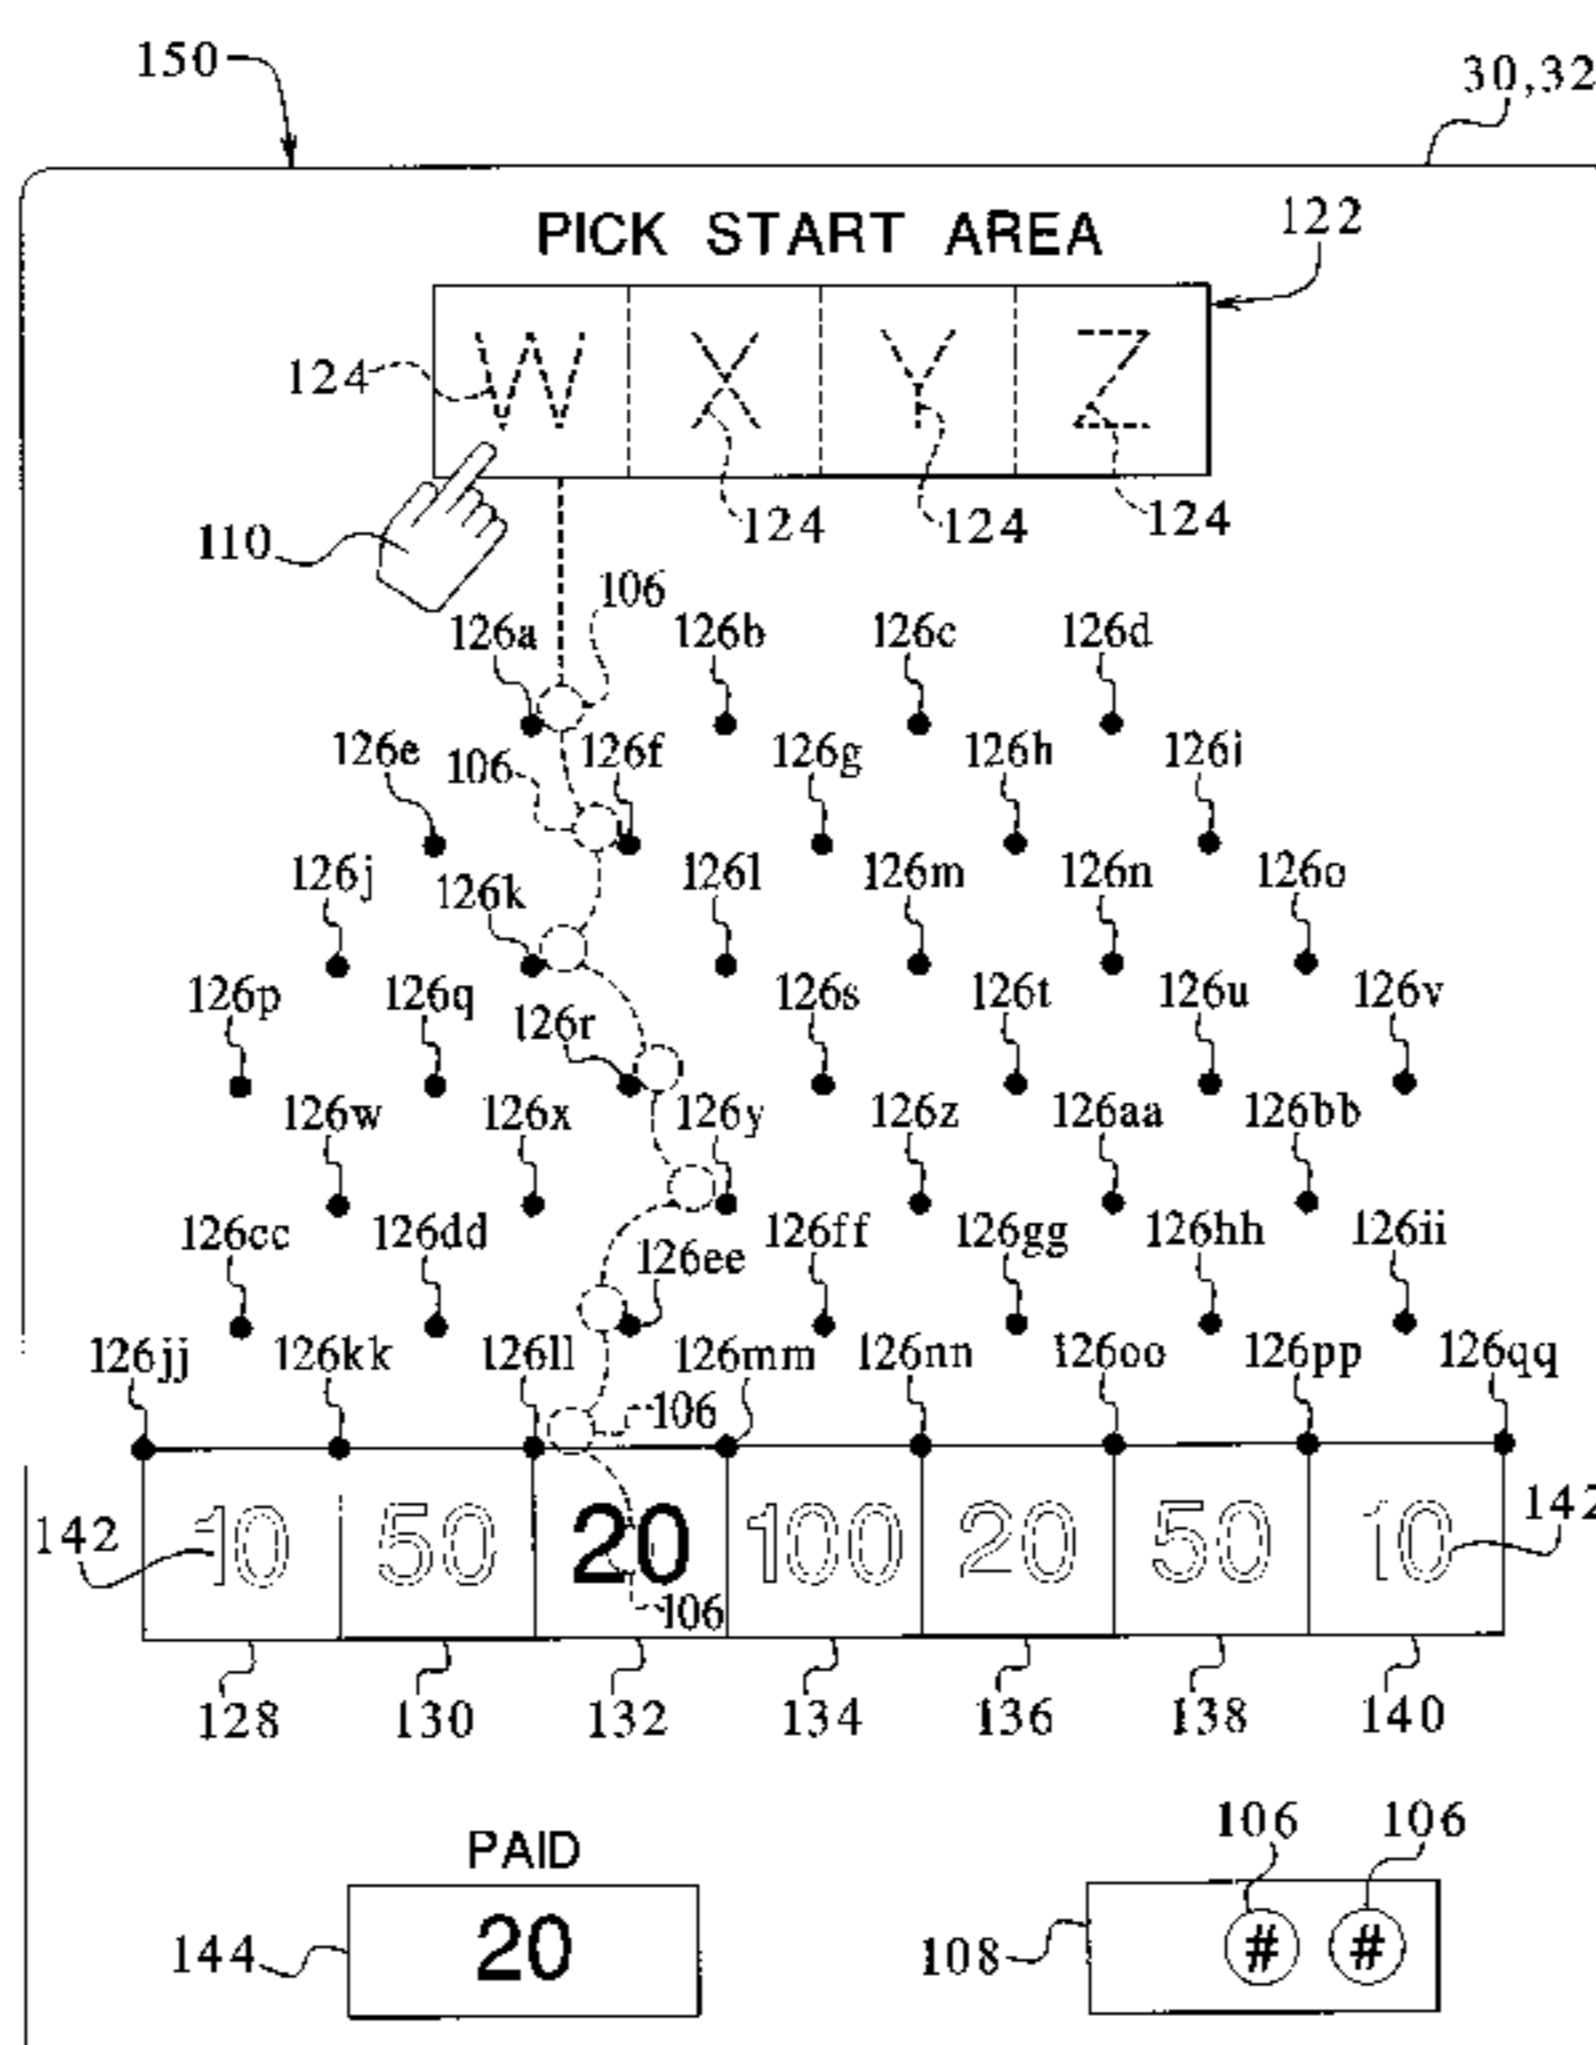 150
30,32
PICK START AREA
122
124 W X Y Z
110 124 124 124
106
126a 126b 126c 126d
126e 106 126f 126g 126h 126i
126j 126k 126l 126m 126n 126o
126p 126q 126r 126s 126t 126u 126v
126w 126x 126y 126z 126aa 126bb
126cc 126dd 126ee 126ff 126gg 126hh 126ii
126jj 126kk 126ll 126mm 126nn 126oo 126pp 126qq
106
142 10 50 20 100 20 50 10 142
106
128 130 132 134 136 138 140
PAID
106 106
144 20 108 # #